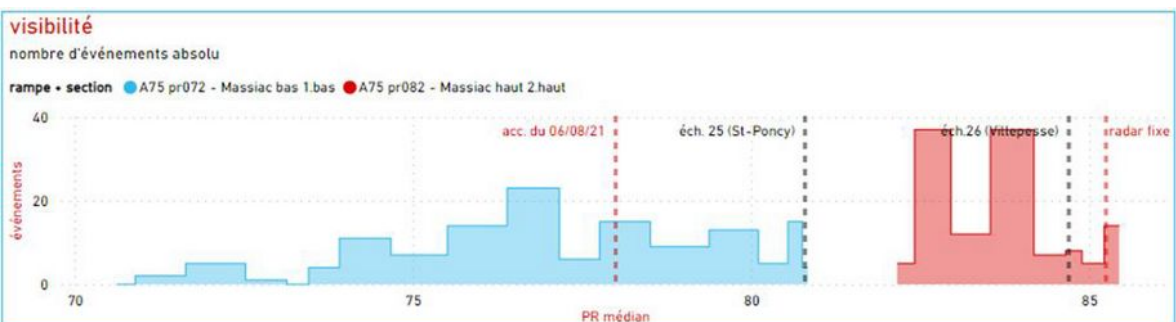 visibilité
nombre d'événements absolu
rampe + section A75 pr072 - Massiac bas 1.bas A75 pr082 - Massiac haut 2.haut
40
acc. du 06/08/21 éch. 25 (St-Poncy) éch.26 (Villepesse) radar fixe
événements
20
0
70 75 80 85
PR médian